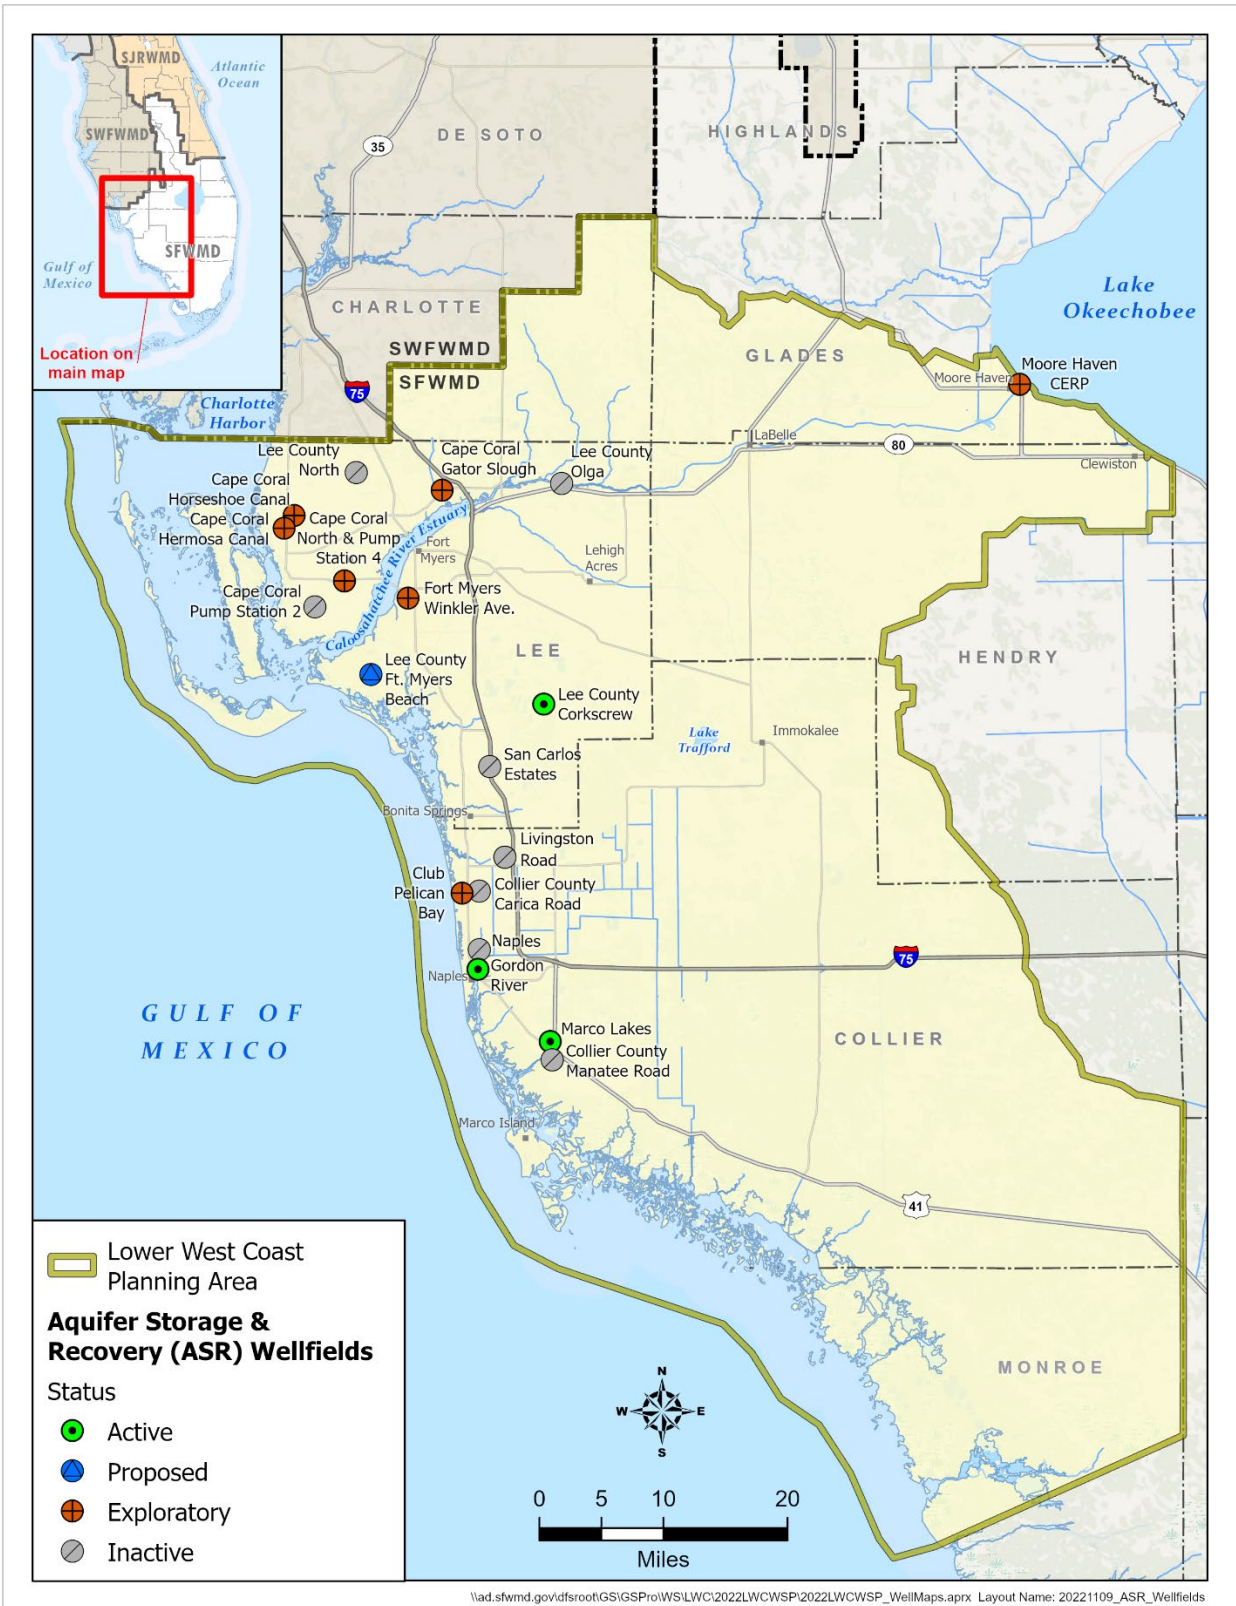 SJRWMD
Atlantic
Ocean
SWFWMD
SFWMD
Gulf of
Mexico
Location on
main map
DE SOTO
HIGHLANDS
35
CHARLOTTE
SWFWMD
SFWMD
75
Charlotte
Harbor
GLADES
Lake
Okeechobee
Moore Haven
Moore Haven
CERP
LaBelle
80
Clewiston
Lee County
North
Cape Coral
Gator Slough
Lee County
Olga
Cape Coral
Horseshoe Canal
Cape Coral
Hermosa Canal
Cape Coral
North & Pump
Station 4
Caloosahatchee River Estuary
Fort
Myers
Lehigh
Acres
Cape Coral
Pump Station 2
Fort Myers
Winkler Ave.
LEE
HENDRY
Lee County
Ft. Myers
Beach
Lee County
Corkscrew
Lake
Trafford
Immokalee
San Carlos
Estates
Bonita Springs
Livingston
Road
Club
Pelican
Bay
Collier County
Carica Road
Naples
Gordon
River
Naples
75
GULF OF
MEXICO
Marco Lakes
Collier County
Manatee Road
COLLIER
Marco Island
41
MONROE
Lower West Coast
Planning Area
Aquifer Storage &
Recovery (ASR) Wellfields
Status
Active
Proposed
Exploratory
Inactive
N
W E
S
0 5 10 20
Miles
\\ad.sfwmd.gov\dfsroot\GS\GSPro\WS\LWC\2022LWCWSP\2022LWCWSP_WellMaps.aprx Layout Name: 20221109_ASR_Wellfields